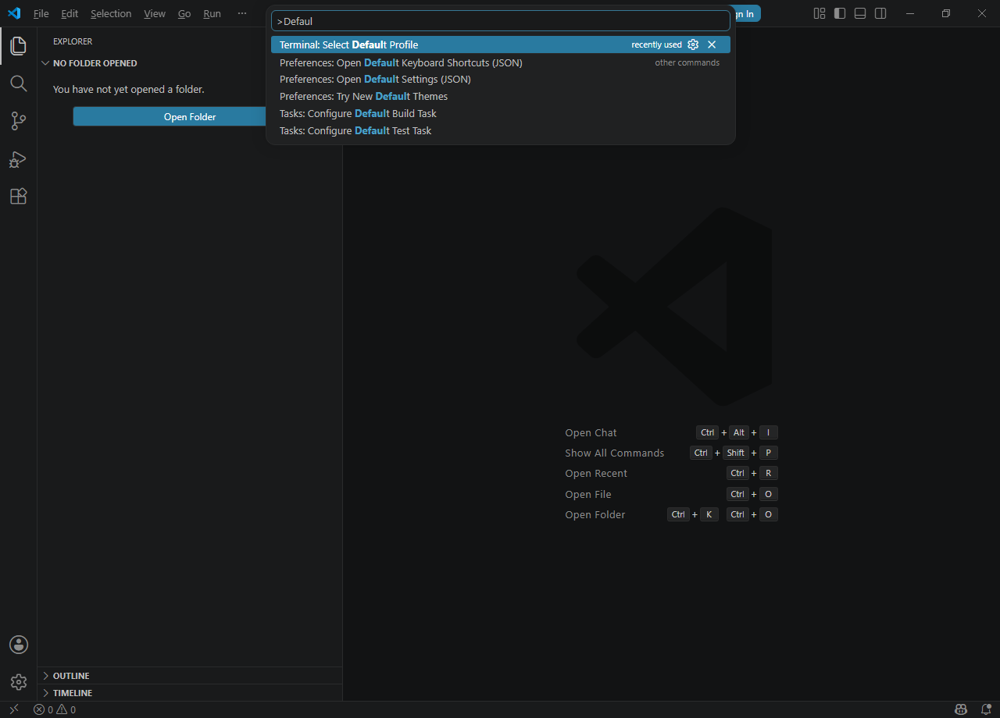 File Edit Selection View Go Run ···
>Defaul
In
Terminal: Select Default Profile recently used
Preferences: Open Default Keyboard Shortcuts (JSON) other commands
Preferences: Open Default Settings (JSON)
Preferences: Try New Default Themes
Tasks: Configure Default Build Task
Tasks: Configure Default Test Task
EXPLORER
NO FOLDER OPENED
You have not yet opened a folder.
Open Folder
Open Chat Ctrl + Alt + I
Show All Commands Ctrl + Shift + P
Open Recent Ctrl + R
Open File Ctrl + O
Open Folder Ctrl + K Ctrl + O
OUTLINE
TIMELINE
0 0